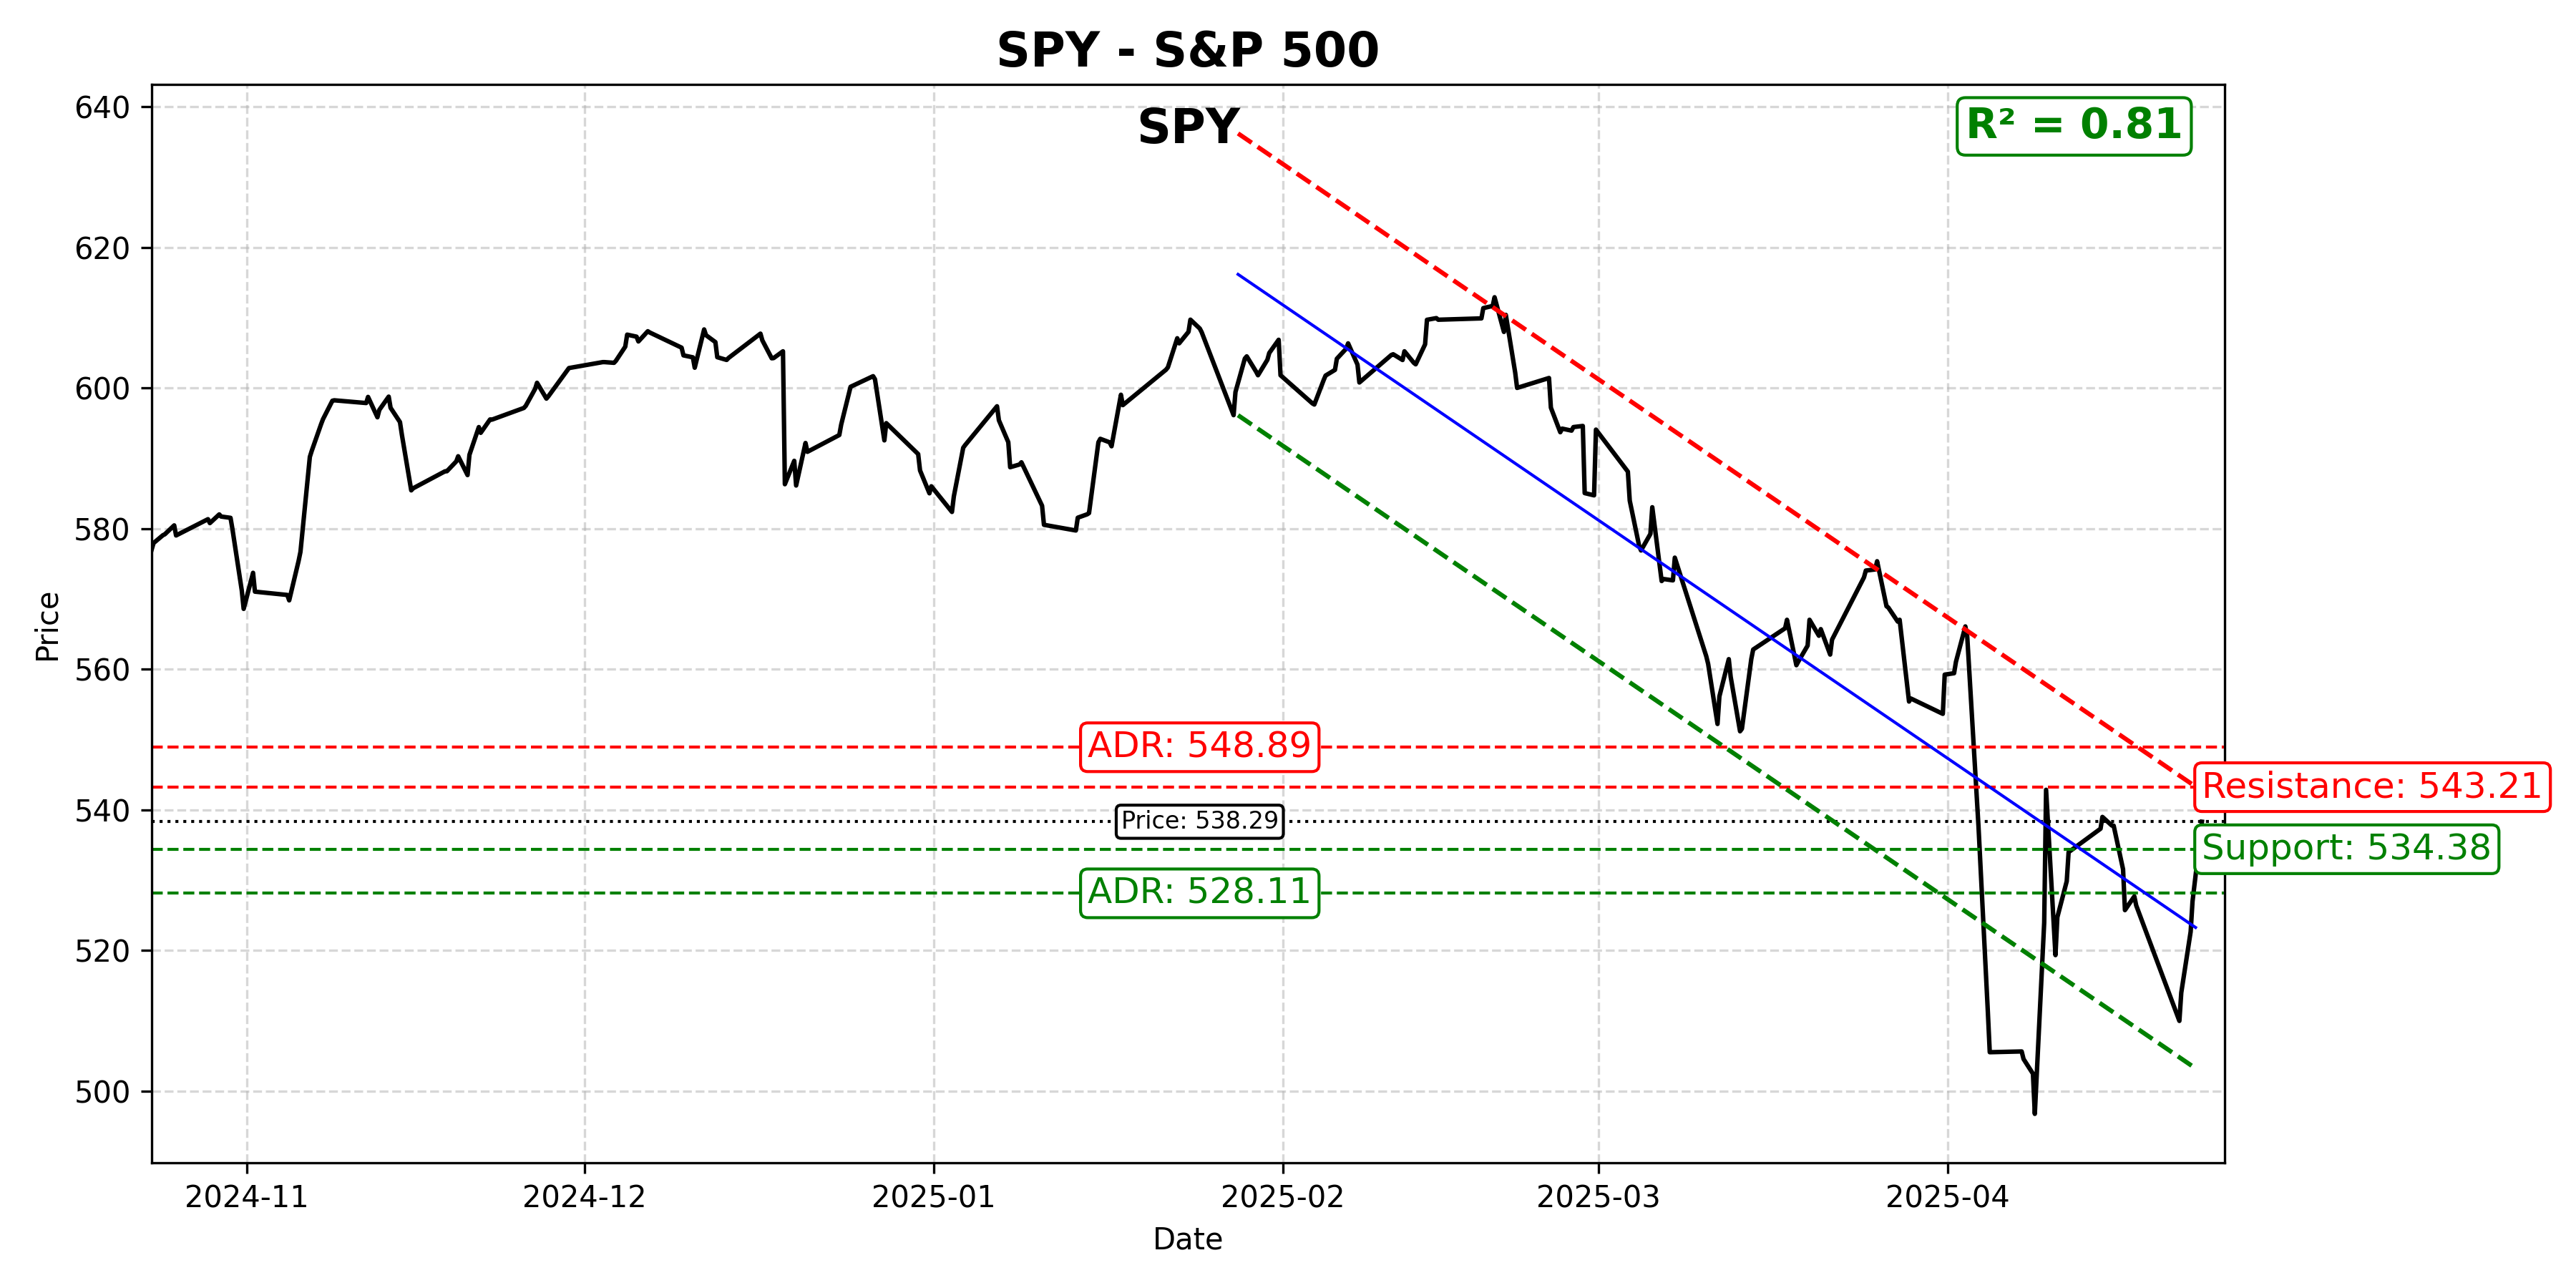 SPY - S&P 500
SPY
R² = 0.81
640
620
600
580
560
540
520
500
Price
ADR: 548.89
Resistance: 543.21
Price: 538.29
Support: 534.38
ADR: 528.11
2024-11
2024-12
2025-01
2025-02
2025-03
2025-04
Date